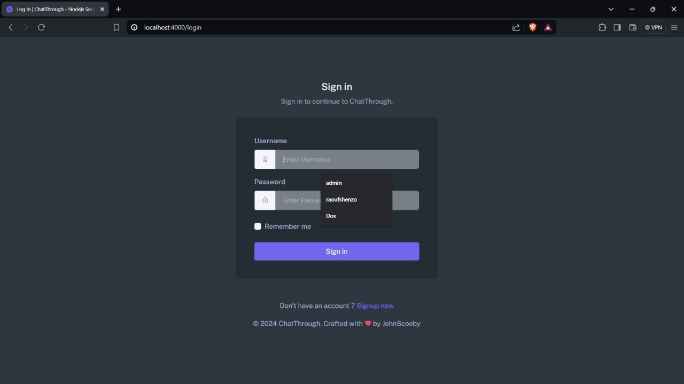 Log In | ChatThrough - Nodejs Soc
localhost:4000/login
VPN
Sign in
Sign in to continue to ChatThrough.
Username
Enter Username
Password
Enter Passw
admin
raoufshenzo
Dox
Remember me
Sign in
Don't have an account ? Signup now
© 2024 ChatThrough. Crafted with ❤ by JohnScooby